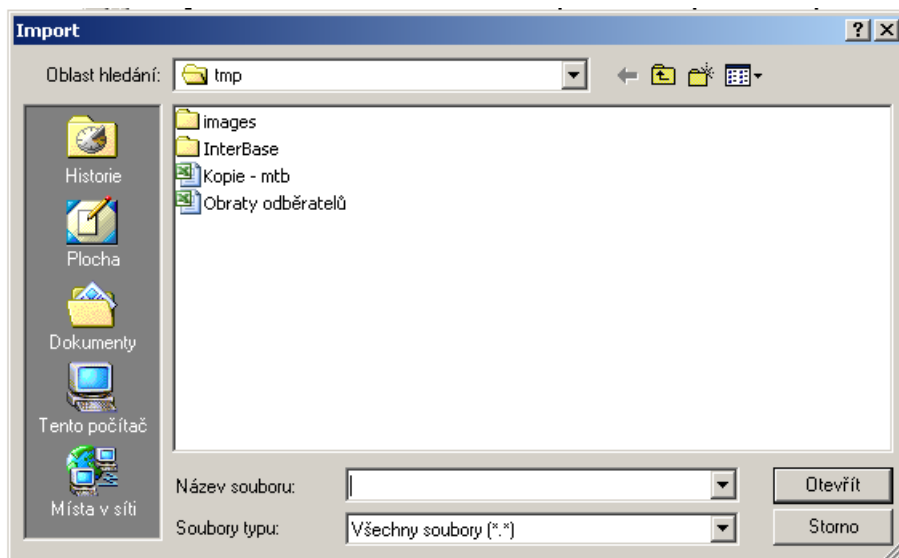 Import
Oblast hledání: tmp
images
InterBase
Kopie - mtb
Obraty odběratelů
Historie
Plocha
Dokumenty
Tento počítač
Místa v síti
Název souboru:
Otevřít
Soubory typu: Všechny soubory (*.*)
Storno